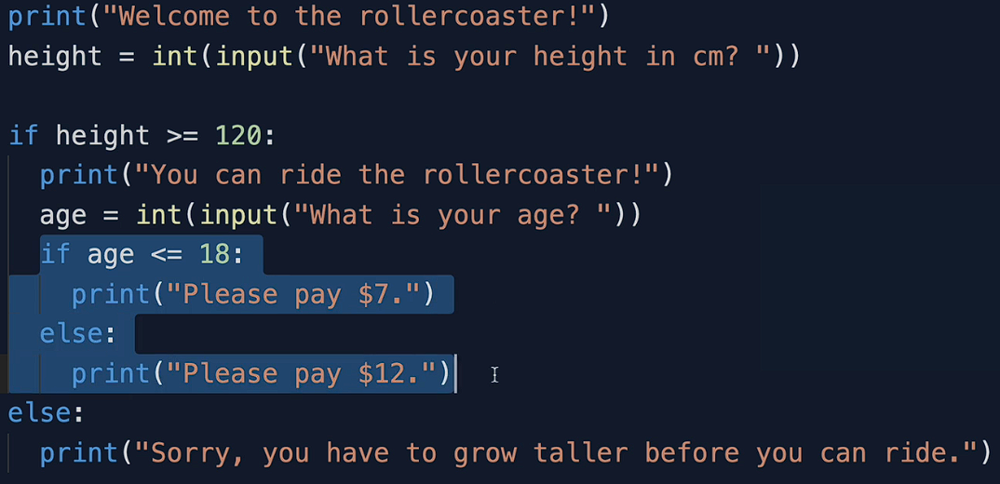 print("Welcome to the rollercoaster!")
height = int(input("What is your height in cm? "))

if height >= 120:
  print("You can ride the rollercoaster!")
  age = int(input("What is your age? "))
  if age <= 18:
    print("Please pay $7.")
  else:
    print("Please pay $12.")
else:
  print("Sorry, you have to grow taller before you can ride.")